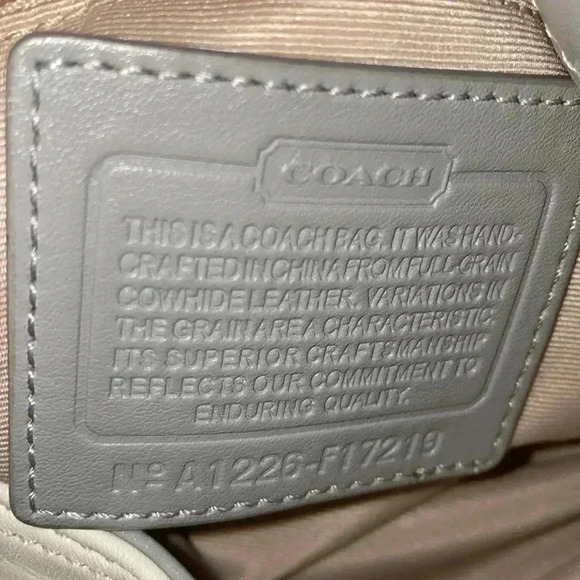 COACH
THIS IS A COACH BAG. IT WAS HAND-
CRAFTED IN CHINA FROM FULL-GRAIN
COWHIDE LEATHER. VARIATIONS IN
THE GRAIN ARE A CHARACTERISTIC
ITS SUPERIOR CRAFTSMANSHIP
REFLECTS OUR COMMITMENT TO
ENDURING QUALITY.
Nº A1226-F17219